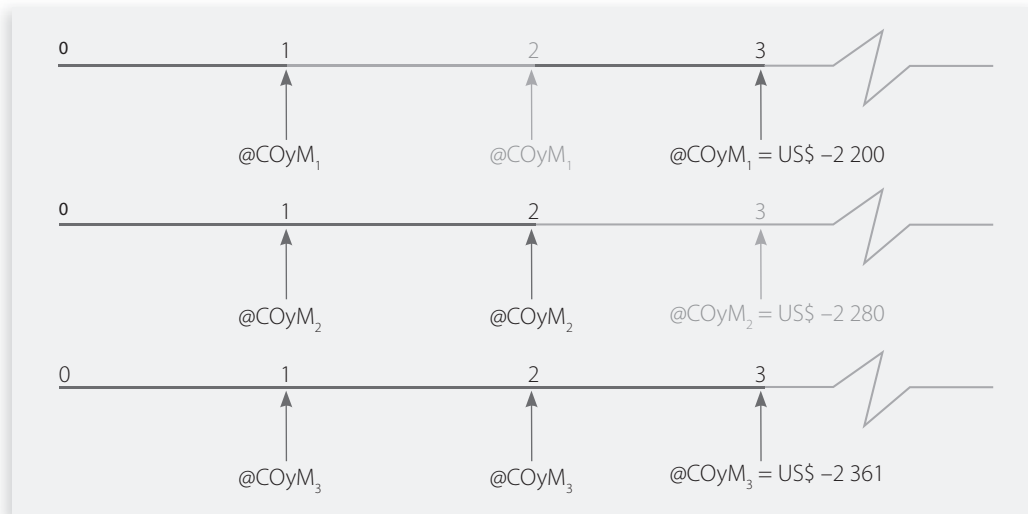 0 1 2 3
@COyM₁ @COyM₁ @COyM₁ = US$ –2 200
0 1 2 3
@COyM₂ @COyM₂ @COyM₂ = US$ –2 280
0 1 2 3
@COyM₃ @COyM₃ @COyM₃ = US$ –2 361